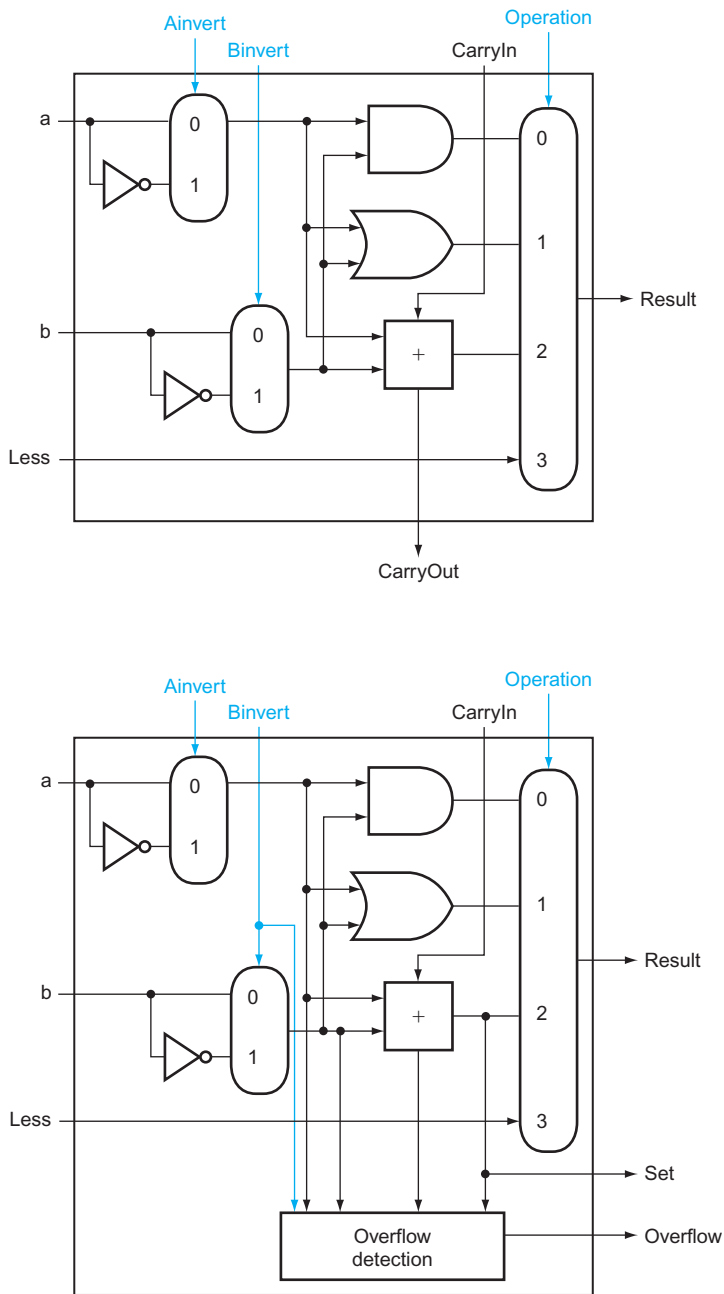 Ainvert
Operation
Binvert
CarryIn
a
0
1
0
1
b
0
1
+
2
Result
Less
3
CarryOut
Ainvert
Operation
Binvert
CarryIn
a
0
1
0
1
b
0
1
+
2
Result
Less
3
Set
Overflow
detection
Overflow